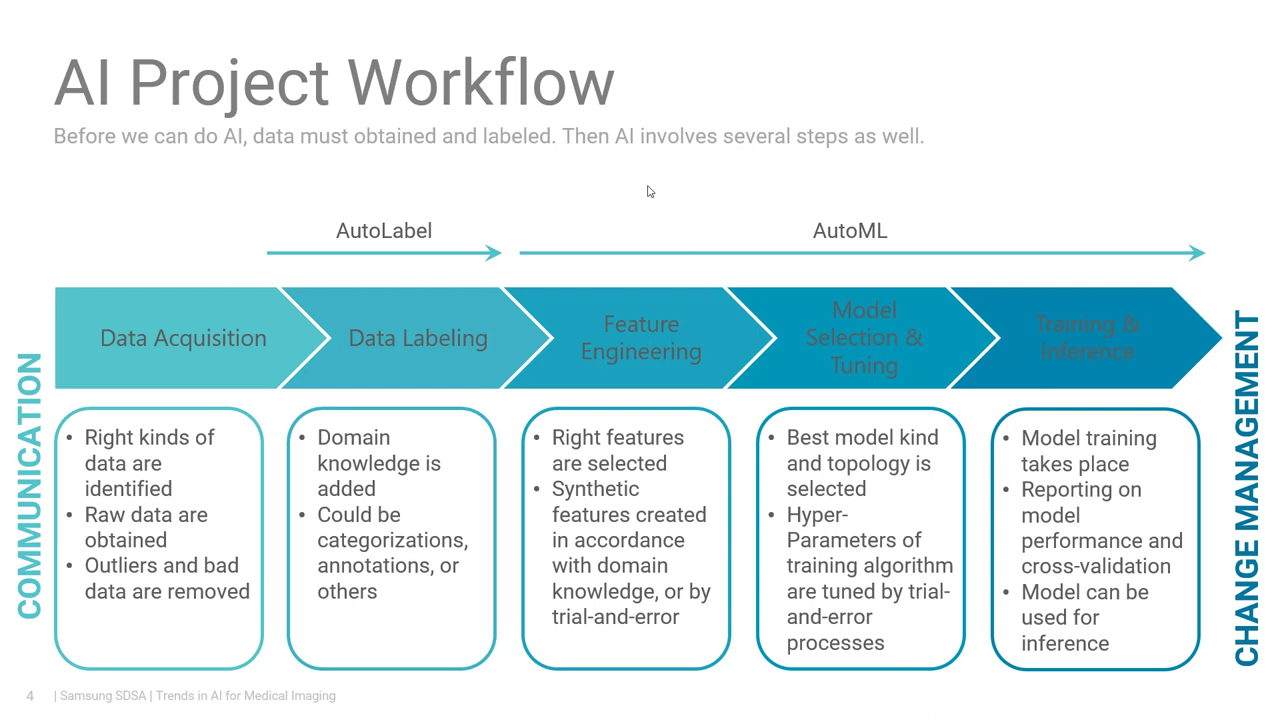 AI Project Workflow
Before we can do AI, data must obtained and labeled. Then AI involves several steps as well.
AutoLabel
AutoML
Data Acquisition
Data Labeling
Feature
Engineering
Model
Selection &
Tuning
Training &
Inference
COMMUNICATION
• Right kinds of
data are
identified
• Raw data are
obtained
• Outliers and bad
data are removed
• Domain
knowledge is
added
• Could be
categorizations,
annotations, or
others
• Right features
are selected
• Synthetic
features created
in accordance
with domain
knowledge, or by
trial-and-error
• Best model kind
and topology is
selected
• Hyper-
Parameters of
training algorithm
are tuned by trial-
and-error
processes
• Model training
takes place
• Reporting on
model
performance and
cross-validation
• Model can be
used for
inference
CHANGE MANAGEMENT
4 | Samsung SDSA | Trends in AI for Medical Imaging